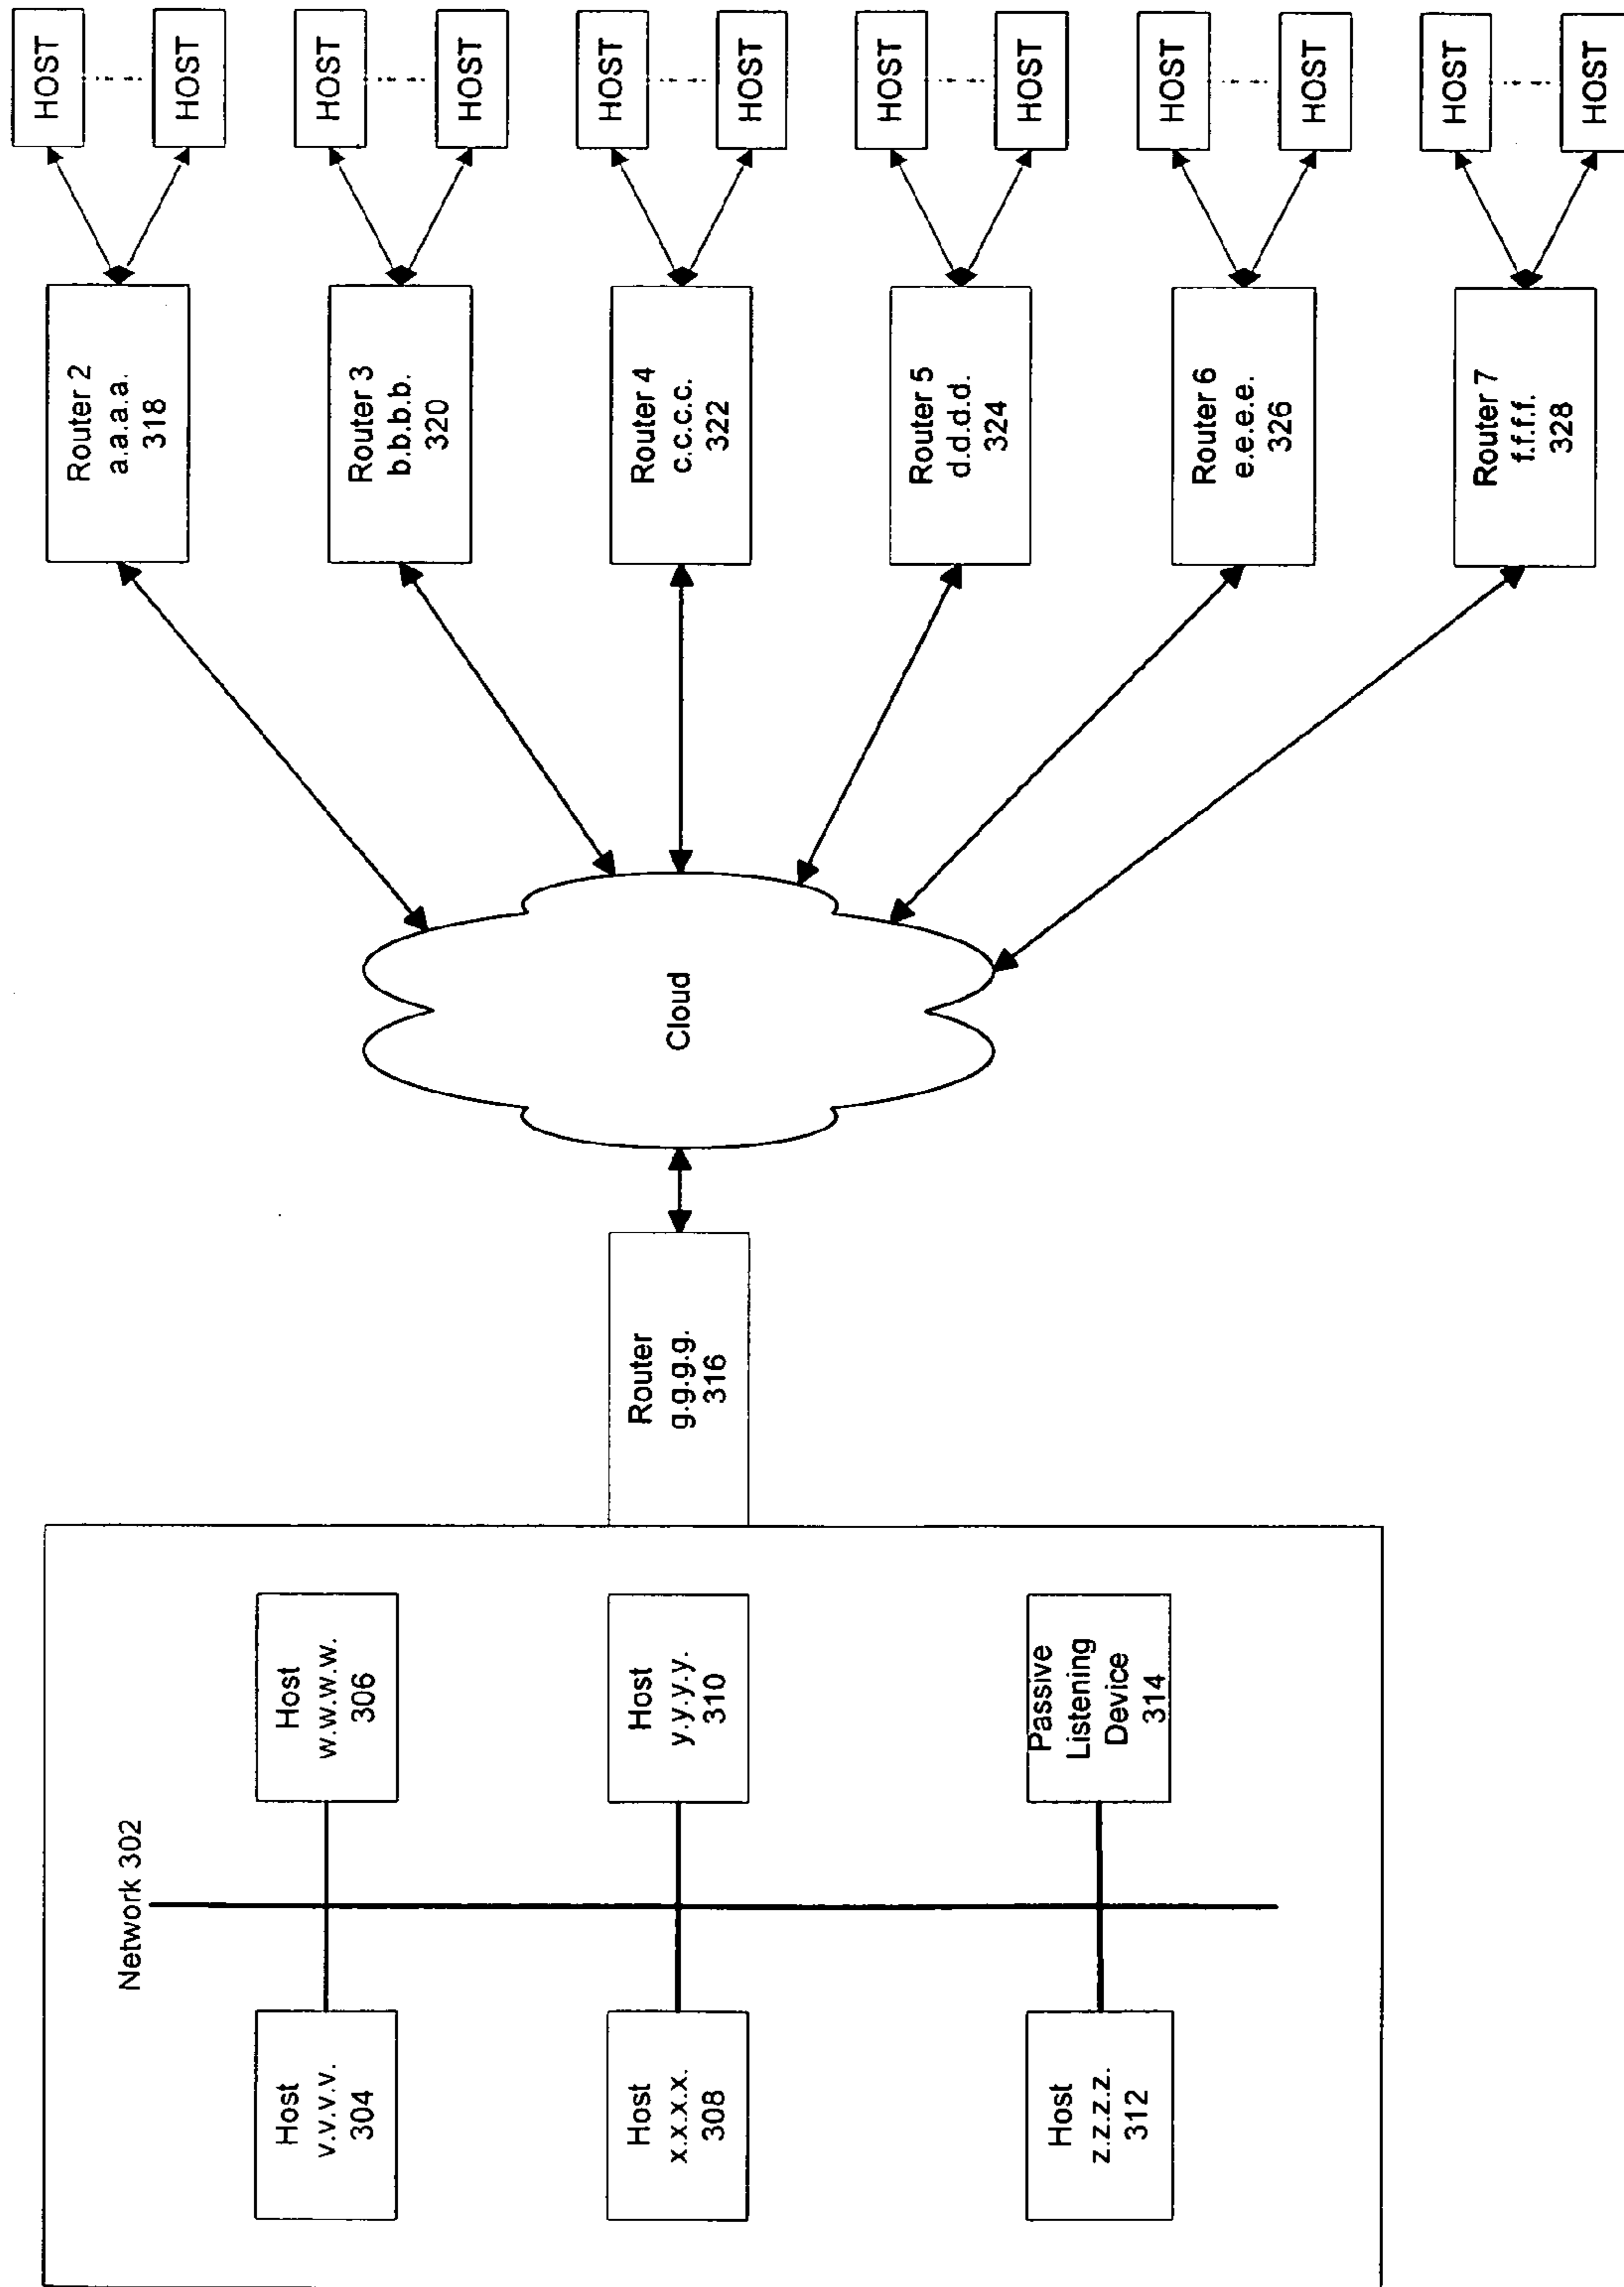 Network 302
Host
v.v.v.v.
304
Host
w.w.w.w.
306
Host
x.x.x.x.
308
Host
y.y.y.y.
310
Host
z.z.z.z.
312
Passive
Listening
Device
314
Router
g.g.g.g.
316
Cloud
Router 2
a.a.a.a.
318
HOST
HOST
Router 3
b.b.b.b.
320
HOST
HOST
Router 4
c.c.c.c.
322
HOST
HOST
Router 5
d.d.d.d.
324
HOST
HOST
Router 6
e.e.e.e.
326
HOST
HOST
Router 7
f.f.f.f.
328
HOST
HOST